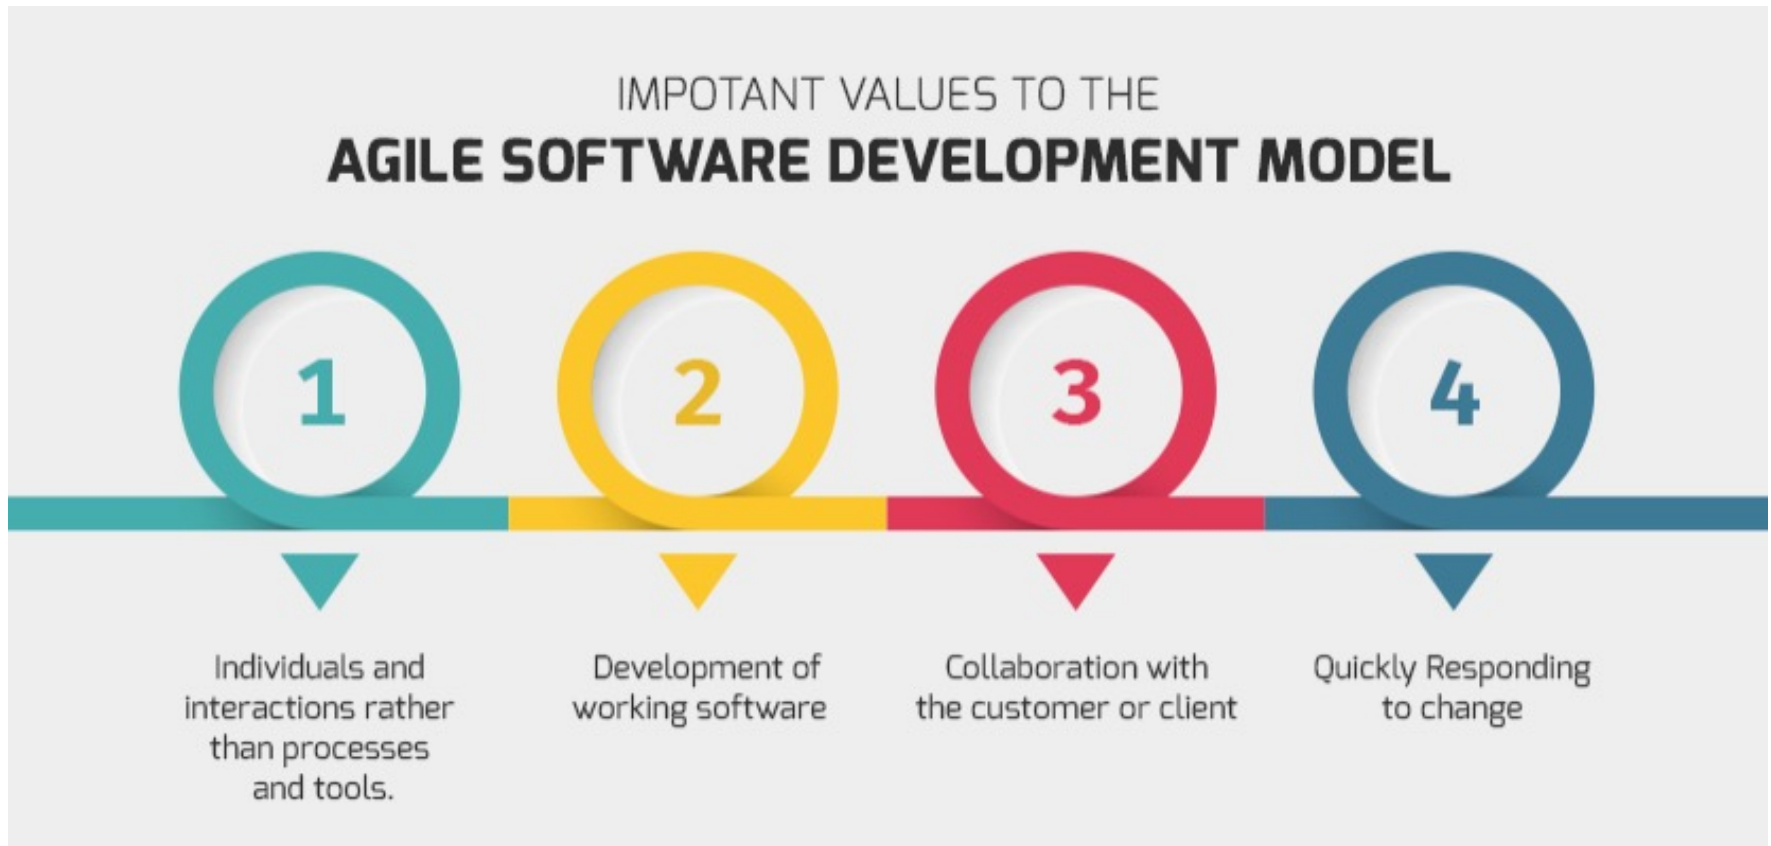 IMPOTANT VALUES TO THE
AGILE SOFTWARE DEVELOPMENT MODEL
1
2
3
4
Individuals and
interactions rather
than processes
and tools.
Development of
working software
Collaboration with
the customer or client
Quickly Responding
to change